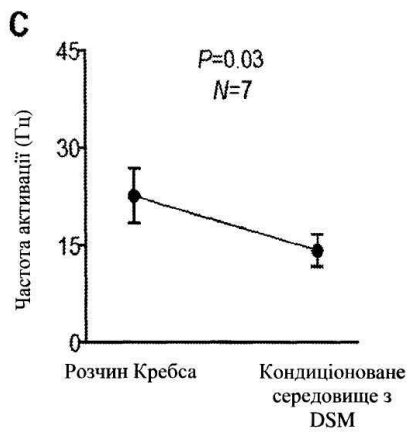 C
P=0.03
N=7
45
30
15
0
Частота активації (Гц)
Розчин Кребса
Кондиціоноване
середовище з
DSM